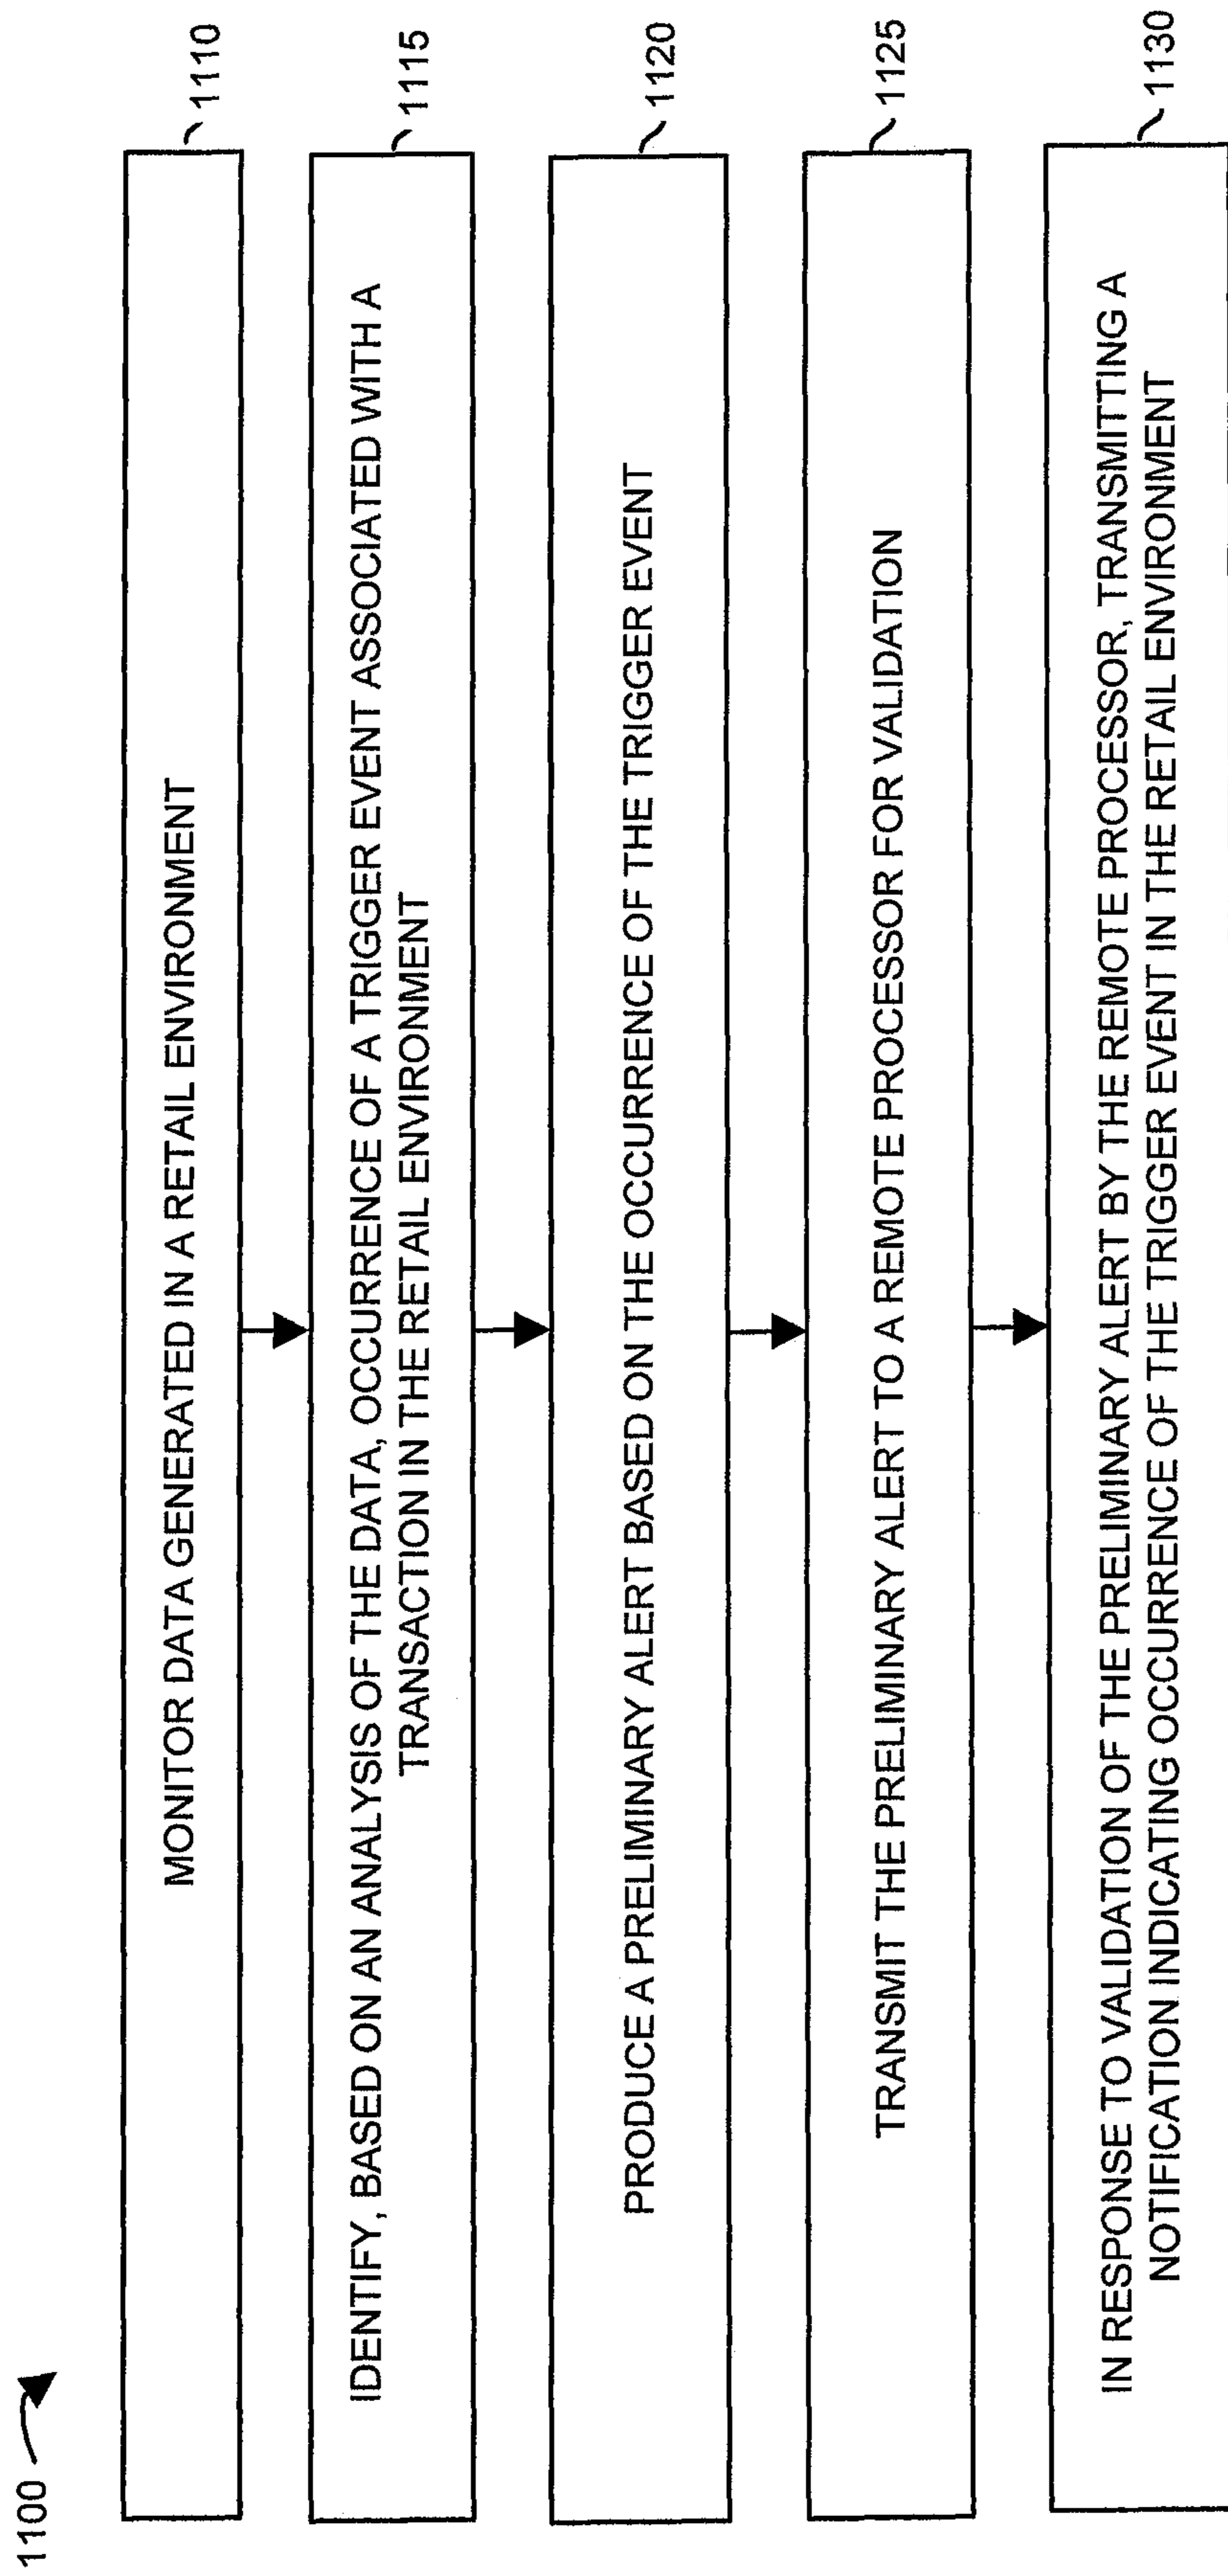 1100
MONITOR DATA GENERATED IN A RETAIL ENVIRONMENT
1110
IDENTIFY, BASED ON AN ANALYSIS OF THE DATA, OCCURRENCE OF A TRIGGER EVENT ASSOCIATED WITH A
TRANSACTION IN THE RETAIL ENVIRONMENT
1115
PRODUCE A PRELIMINARY ALERT BASED ON THE OCCURRENCE OF THE TRIGGER EVENT
1120
TRANSMIT THE PRELIMINARY ALERT TO A REMOTE PROCESSOR FOR VALIDATION
1125
IN RESPONSE TO VALIDATION OF THE PRELIMINARY ALERT BY THE REMOTE PROCESSOR, TRANSMITTING A
NOTIFICATION INDICATING OCCURRENCE OF THE TRIGGER EVENT IN THE RETAIL ENVIRONMENT
1130